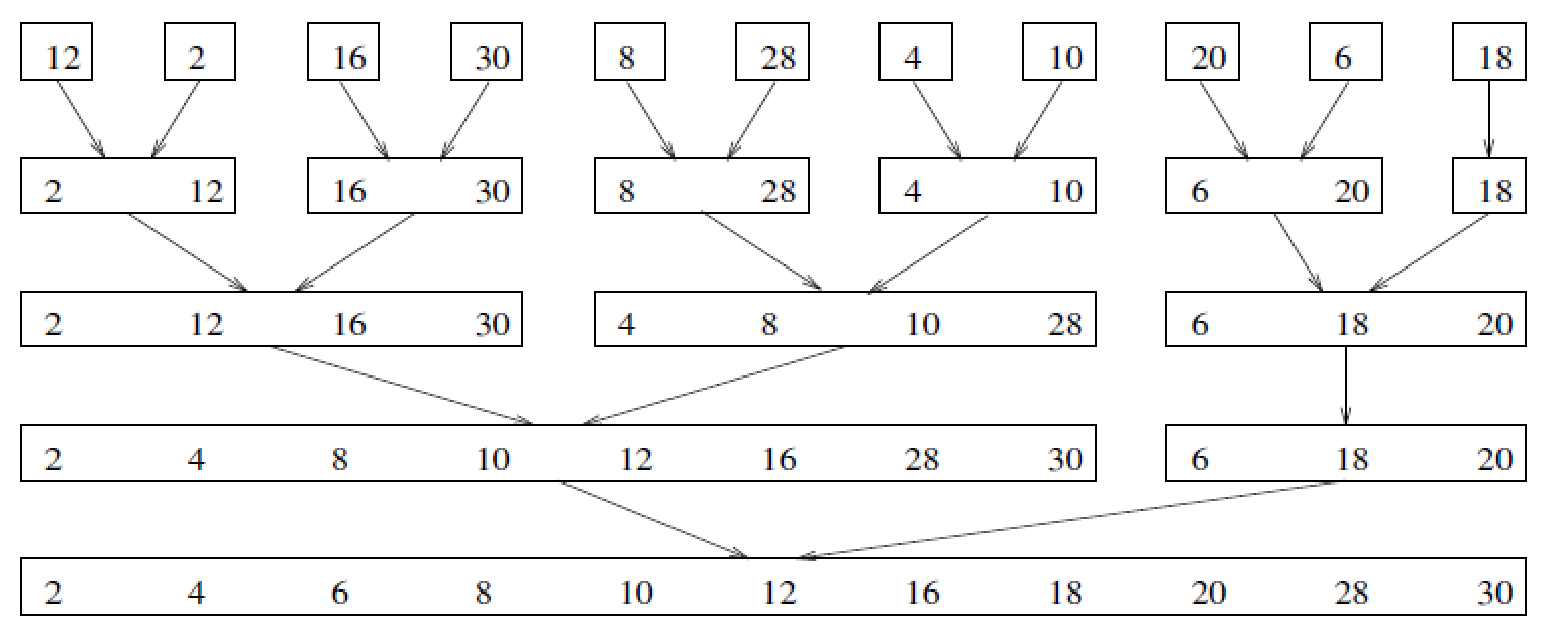 12 2 16 30 8 28 4 10 20 6 18
2 12 16 30 8 28 4 10 6 20 18
2 12 16 30 4 8 10 28 6 18 20
2 4 8 10 12 16 28 30 6 18 20
2 4 6 8 10 12 16 18 20 28 30